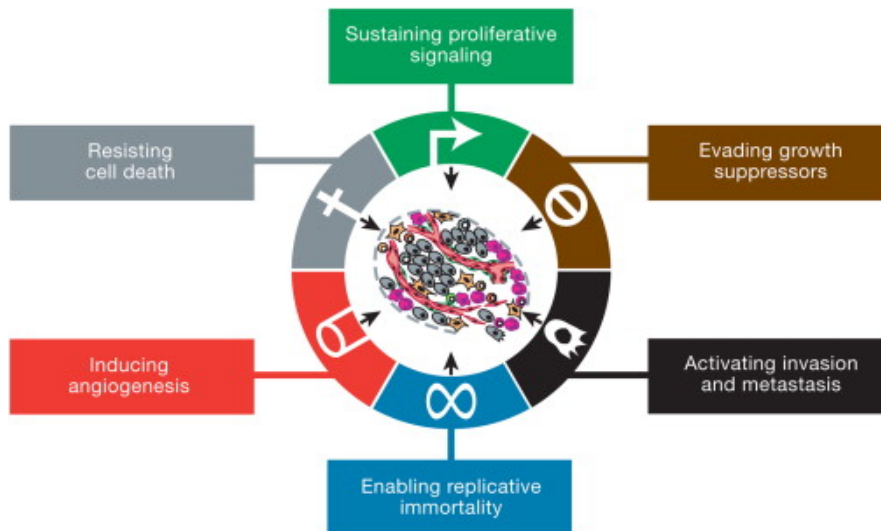 Sustaining proliferative
signaling
Resisting
cell death
Evading growth
suppressors
Inducing
angiogenesis
Activating invasion
and metastasis
Enabling replicative
immortality